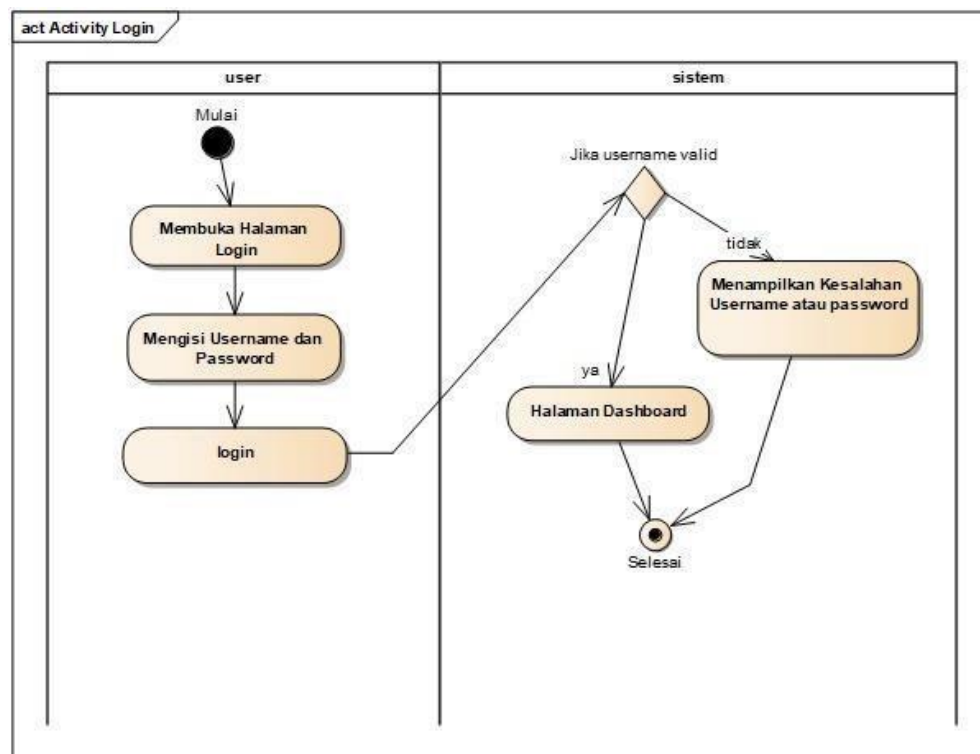 act Activity Login
user
sistem
Mulai
Membuka Halaman
Login
Mengisi Username dan
Password
login
Jika username valid
tidak
Menampilkan Kesalahan
Username atau password
ya
Halaman Dashboard
Selesai